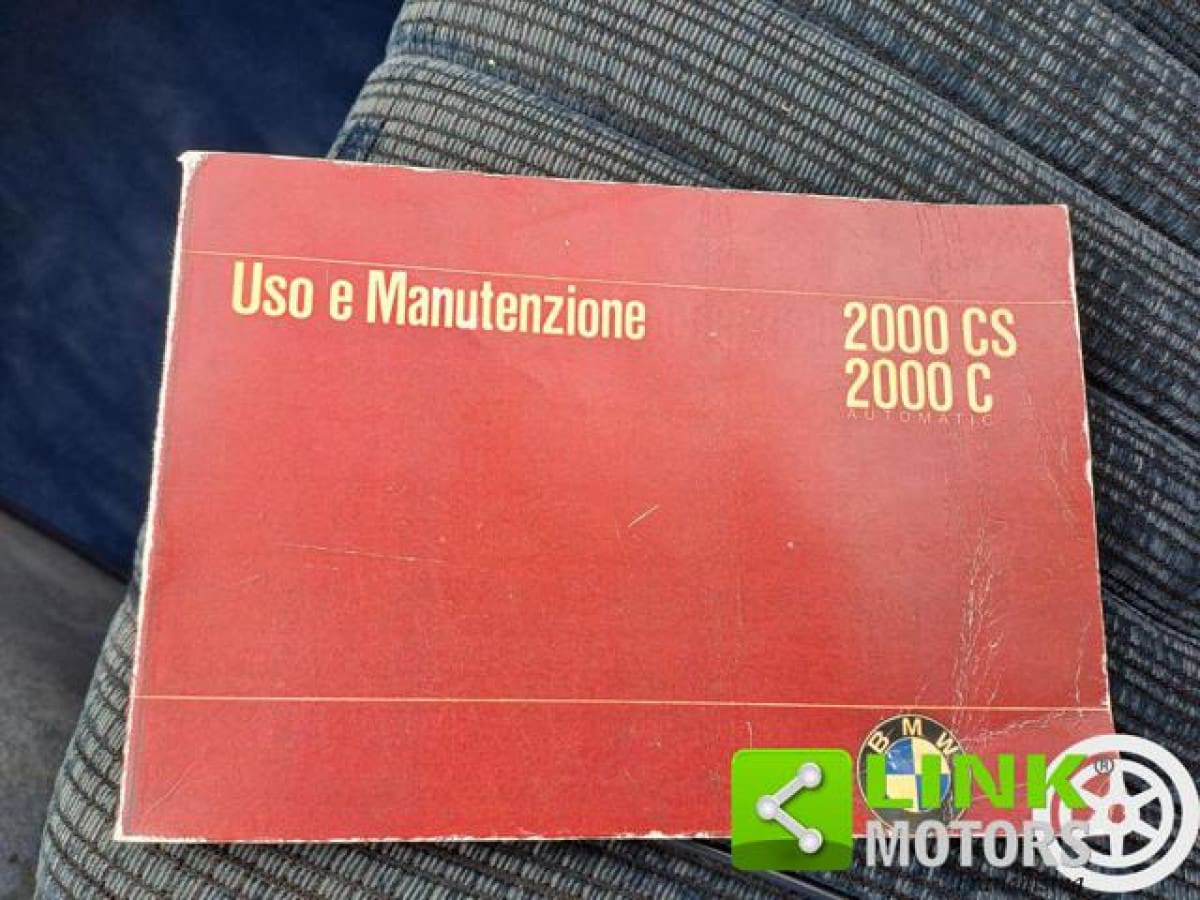 Uso e Manutenzione
2000 CS
2000 C
AUTOMATIC
BMW
LINK
MOTORS
®